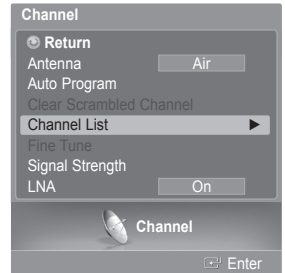 Channel
Return
Antenna Air
Auto Program
Clear Scrambled Channel
Channel List ►
Fine Tune
Signal Strength
LNA On
Channel
Enter